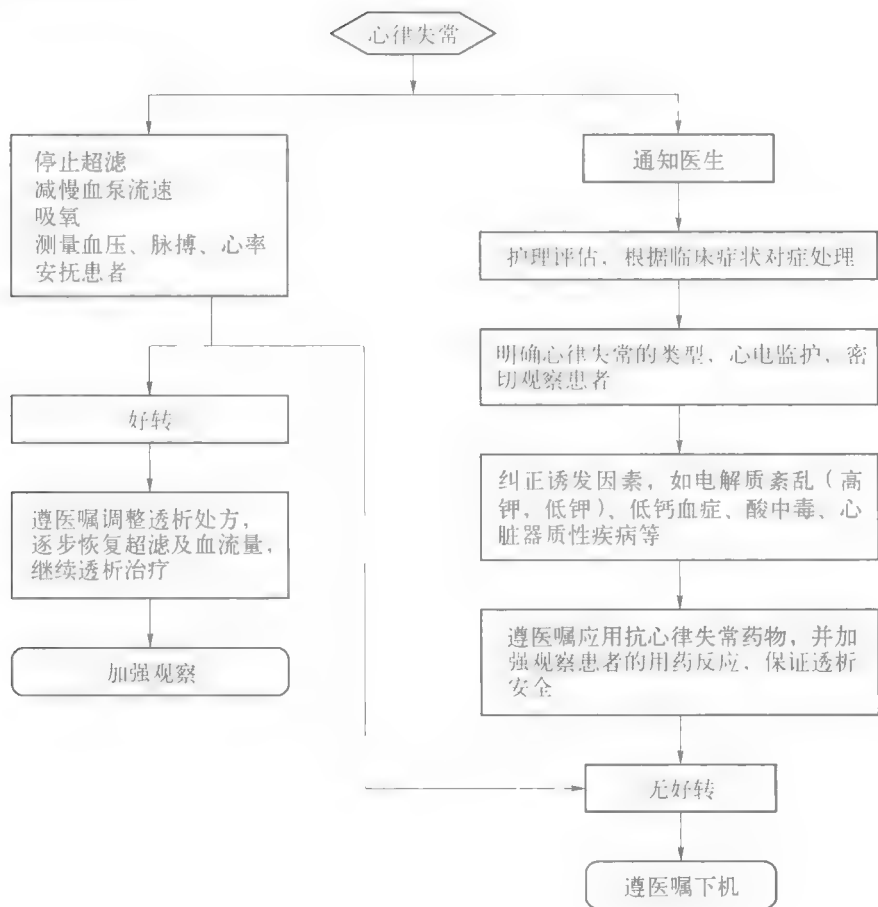 心律失常
停止超滤
减慢血泵流速
吸氧
测量血压、脉搏、心率
安抚患者
好转
遵医嘱调整透析处方,
逐步恢复超滤及血流量,
继续透析治疗
加强观察
通知医生
护理评估, 根据临床症状对症处理
明确心律失常的类型, 心电监护, 密
切观察患者
纠正诱发因素, 如电解质紊乱(高
钾, 低钾)、低钙血症、酸中毒、心
脏器质性疾病等
遵医嘱应用抗心律失常药物, 并加
强观察患者的用药反应, 保证透析
安全
无好转
遵医嘱下机